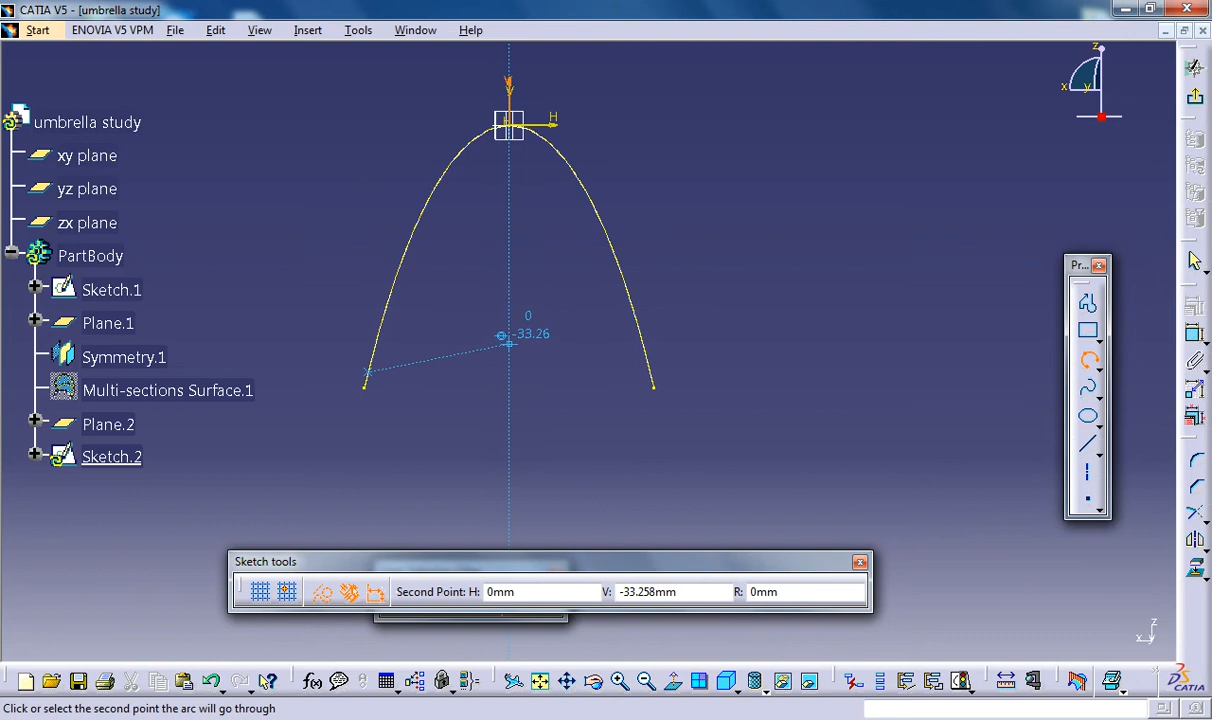 CATIA V5 - [umbrella study]
Start ENOVIA V5 VPM File Edit View Insert Tools Window Help
z
x
y
V
H
H
umbrella study
xy plane
yz plane
zx plane
PartBody
Sketch.1
Plane.1
Symmetry.1
Multi-sections Surface.1
Plane.2
Sketch.2
Pr...
0
-33.26
Sketch tools
Second Point: H: 0mm V: -33.258mm R: 0mm
z
x
f(x)
CATIA
Click or select the second point the arc will go through